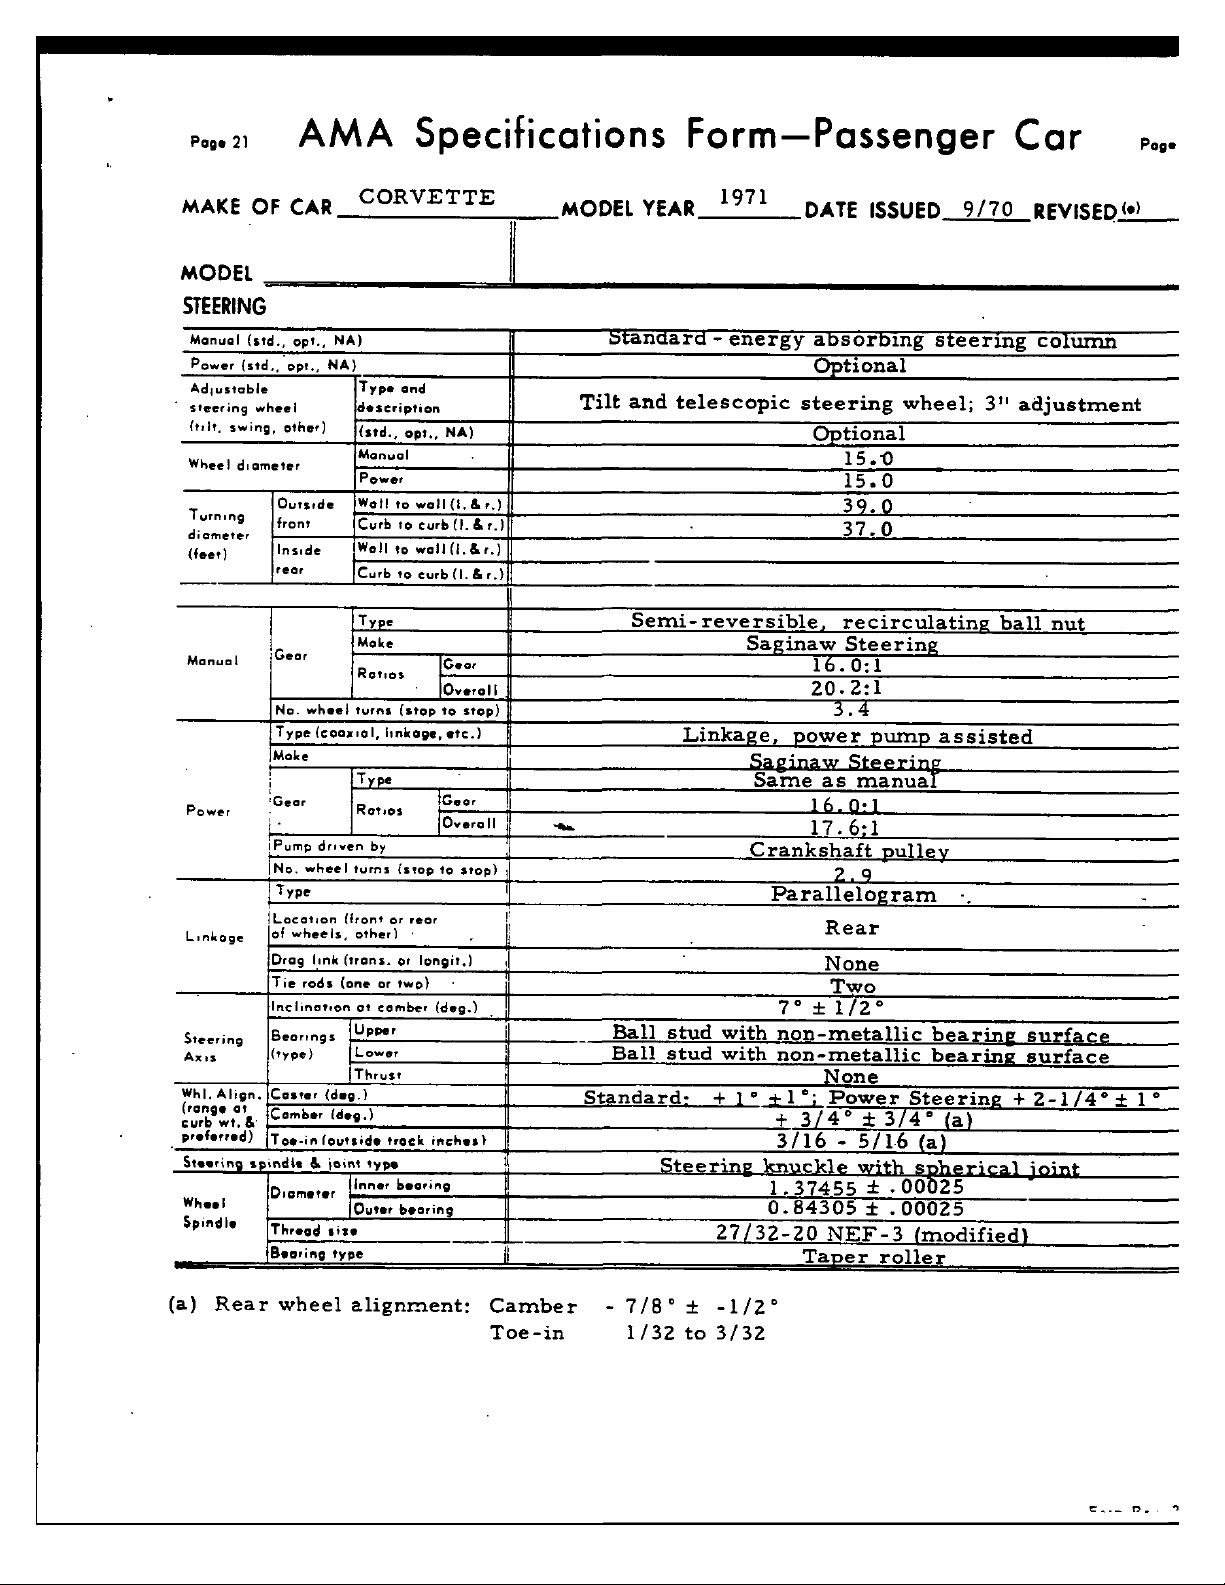 Page 21 AMA Specifications Form—Passenger Car Page
MAKE OF CAR CORVETTE MODEL YEAR 1971 DATE ISSUED 9/70 REVISED (•)
MODEL
STEERING
Manual (std., opt., NA) Standard - energy absorbing steering column
Power (std., opt., NA) Optional
Adjustable steering wheel (tilt, swing, other) Type and description Tilt and telescopic steering wheel; 3" adjustment
(std., opt., NA) Optional
Wheel diameter Manual 15.0
Power 15.0
Turning diameter (feet) Outside front Wall to wall (l. & r.) 39.0
Curb to curb (l. & r.) 37.0
Inside rear Wall to wall (l. & r.)
Curb to curb (l. & r.)
Manual Gear Type Semi-reversible, recirculating ball nut
Make Saginaw Steering
Ratios Gear 16.0:1
Overall 20.2:1
No. wheel turns (stop to stop) 3.4
Power Type (coaxial, linkage, etc.) Linkage, power pump assisted
Make Saginaw Steering
Gear Type Same as manual
Ratios Gear 16.0:1
Overall 17.6:1
Pump driven by Crankshaft pulley
No. wheel turns (stop to stop) 2.9
Linkage Type Parallelogram
Location (front or rear of wheels, other) Rear
Drag link (trans. or longit.) None
Tie rods (one or two) Two
Steering Axis Inclination at camber (deg.) 7° ± 1/2°
Bearings (type) Upper Ball stud with non-metallic bearing surface
Lower Ball stud with non-metallic bearing surface
Thrust None
Whl. Align. (range at curb wt. & preferred) Caster (deg.) Standard: + 1° ± 1°; Power Steering + 2-1/4° ± 1°
Camber (deg.) + 3/4° ± 3/4° (a)
Toe-in (outside track inches) 3/16 - 5/16 (a)
Steering spindle & joint type Steering knuckle with spherical joint
Wheel Spindle Diameter Inner bearing 1.37455 ± .00025
Outer bearing 0.84305 ± .00025
Thread size 27/32-20 NEF-3 (modified)
Bearing type Taper roller
(a) Rear wheel alignment: Camber - 7/8° ± -1/2°
Toe-in 1/32 to 3/32